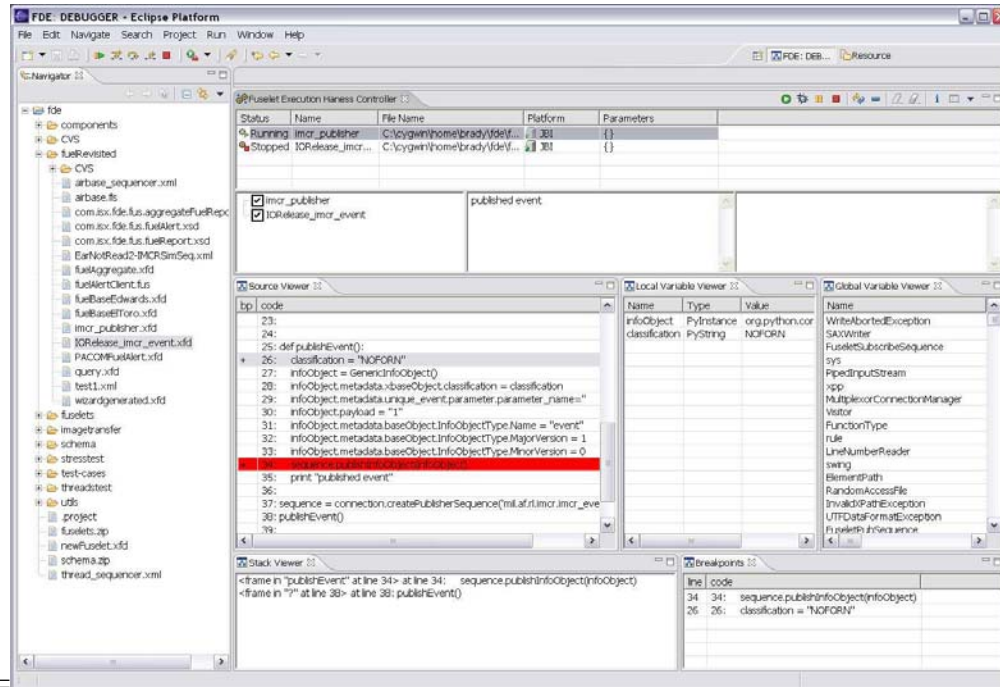 FDE: DEBUGGER - Eclipse Platform
File Edit Navigate Search Project Run Window Help
FDE: DEB... Resource
Navigator
fde
components
CVS
fuelRevisited
CVS
airbase_sequencer.xml
airbase.fls
com.isx.fde.fus.aggregateFuelRepc
com.isx.fde.fus.fuelAlert.xsd
com.isx.fde.fus.fuelReport.xsd
EarNotRead2-IMCRSimSeq.xml
fuelAggregate.xfd
fuelAlertClient.fus
fuelBaseEdwards.xfd
fuelBaseElToro.xfd
imcr_publisher.xfd
IORelease_imcr_event.xfd
PACOMFuelAlert.xfd
query.xfd
test1.xml
wizardgenerated.xfd
fuselets
imagetransfer
schema
stresstest
test-cases
threadstest
utils
.project
fuselets.zip
newFuselet.xfd
schema.zip
thread_sequencer.xml
Fuselet Execution Harness Controller
Status Name File Name Platform Parameters
Running imcr_publisher C:\cygwin\home\brady\fde\f... JBI {}
Stopped IORelease_imcr... C:\cygwin\home\brady\fde\f... JBI {}
imcr_publisher
IORelease_imcr_event
published event
Source Viewer
bp code
23:
24:
25: def publishEvent():
+ 26: classification = "NOFORN"
27: infoObject = GenericInfoObject()
28: infoObject.metadata.xbaseObject.classification = classification
29: infoObject.metadata.unique_event.parameter.parameter_name="
30: infoObject.payload = "1"
31: infoObject.metadata.baseObject.InfoObjectType.Name = "event"
32: infoObject.metadata.baseObject.InfoObjectType.MajorVersion = 1
33: infoObject.metadata.baseObject.InfoObjectType.MinorVersion = 0
+ 34: sequence.publishInfoObject(infoObject)
35: print "published event"
36:
37: sequence = connection.createPublisherSequence('mil.af.rl.imcr.imcr_eve
38: publishEvent()
39:
Local Variable Viewer
Name Type Value
infoObject PyInstance org.python.cor
classification PyString NOFORN
Global Variable Viewer
Name
WriteAbortedException
SAXWriter
FuseletSubscribeSequence
sys
PipedInputStream
xpp
MultiplexorConnectionManager
Visitor
FunctionType
rule
LineNumberReader
swing
ElementPath
RandomAccessFile
InvalidXPathException
UTFDataFormatException
FuseletPubSequence
Stack Viewer
<frame in "publishEvent" at line 34> at line 34: sequence.publishInfoObject(infoObject)
<frame in "?" at line 38> at line 38: publishEvent()
Breakpoints
line code
34 34: sequence.publishInfoObject(infoObject)
26 26: classification = "NOFORN"